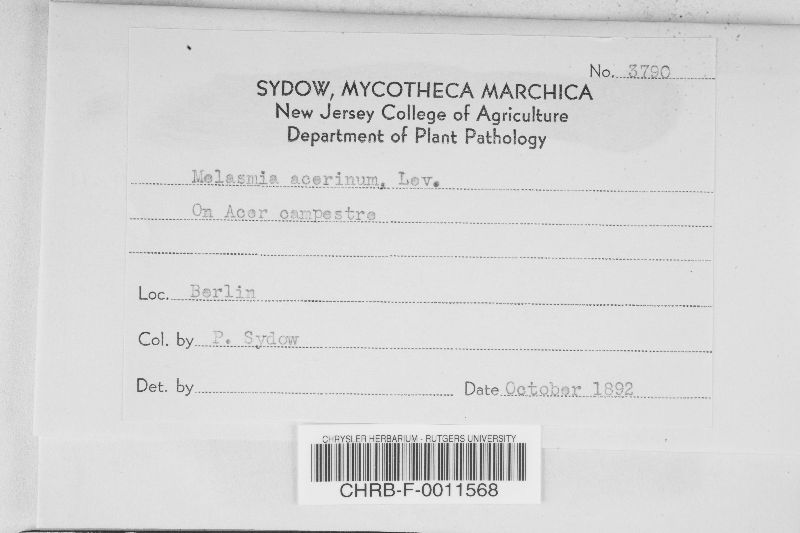 No. 3790
SYDOW, MYCOTHECA MARCHICA
New Jersey College of Agriculture
Department of Plant Pathology
Melasmia acerinum, Lev.
On Acer campestre
Loc. Berlin
Col. by P. Sydow
Det. by
Date October 1892
CHRYSLER HERBARIUM - RUTGERS UNIVERSITY
CHRB-F-0011568